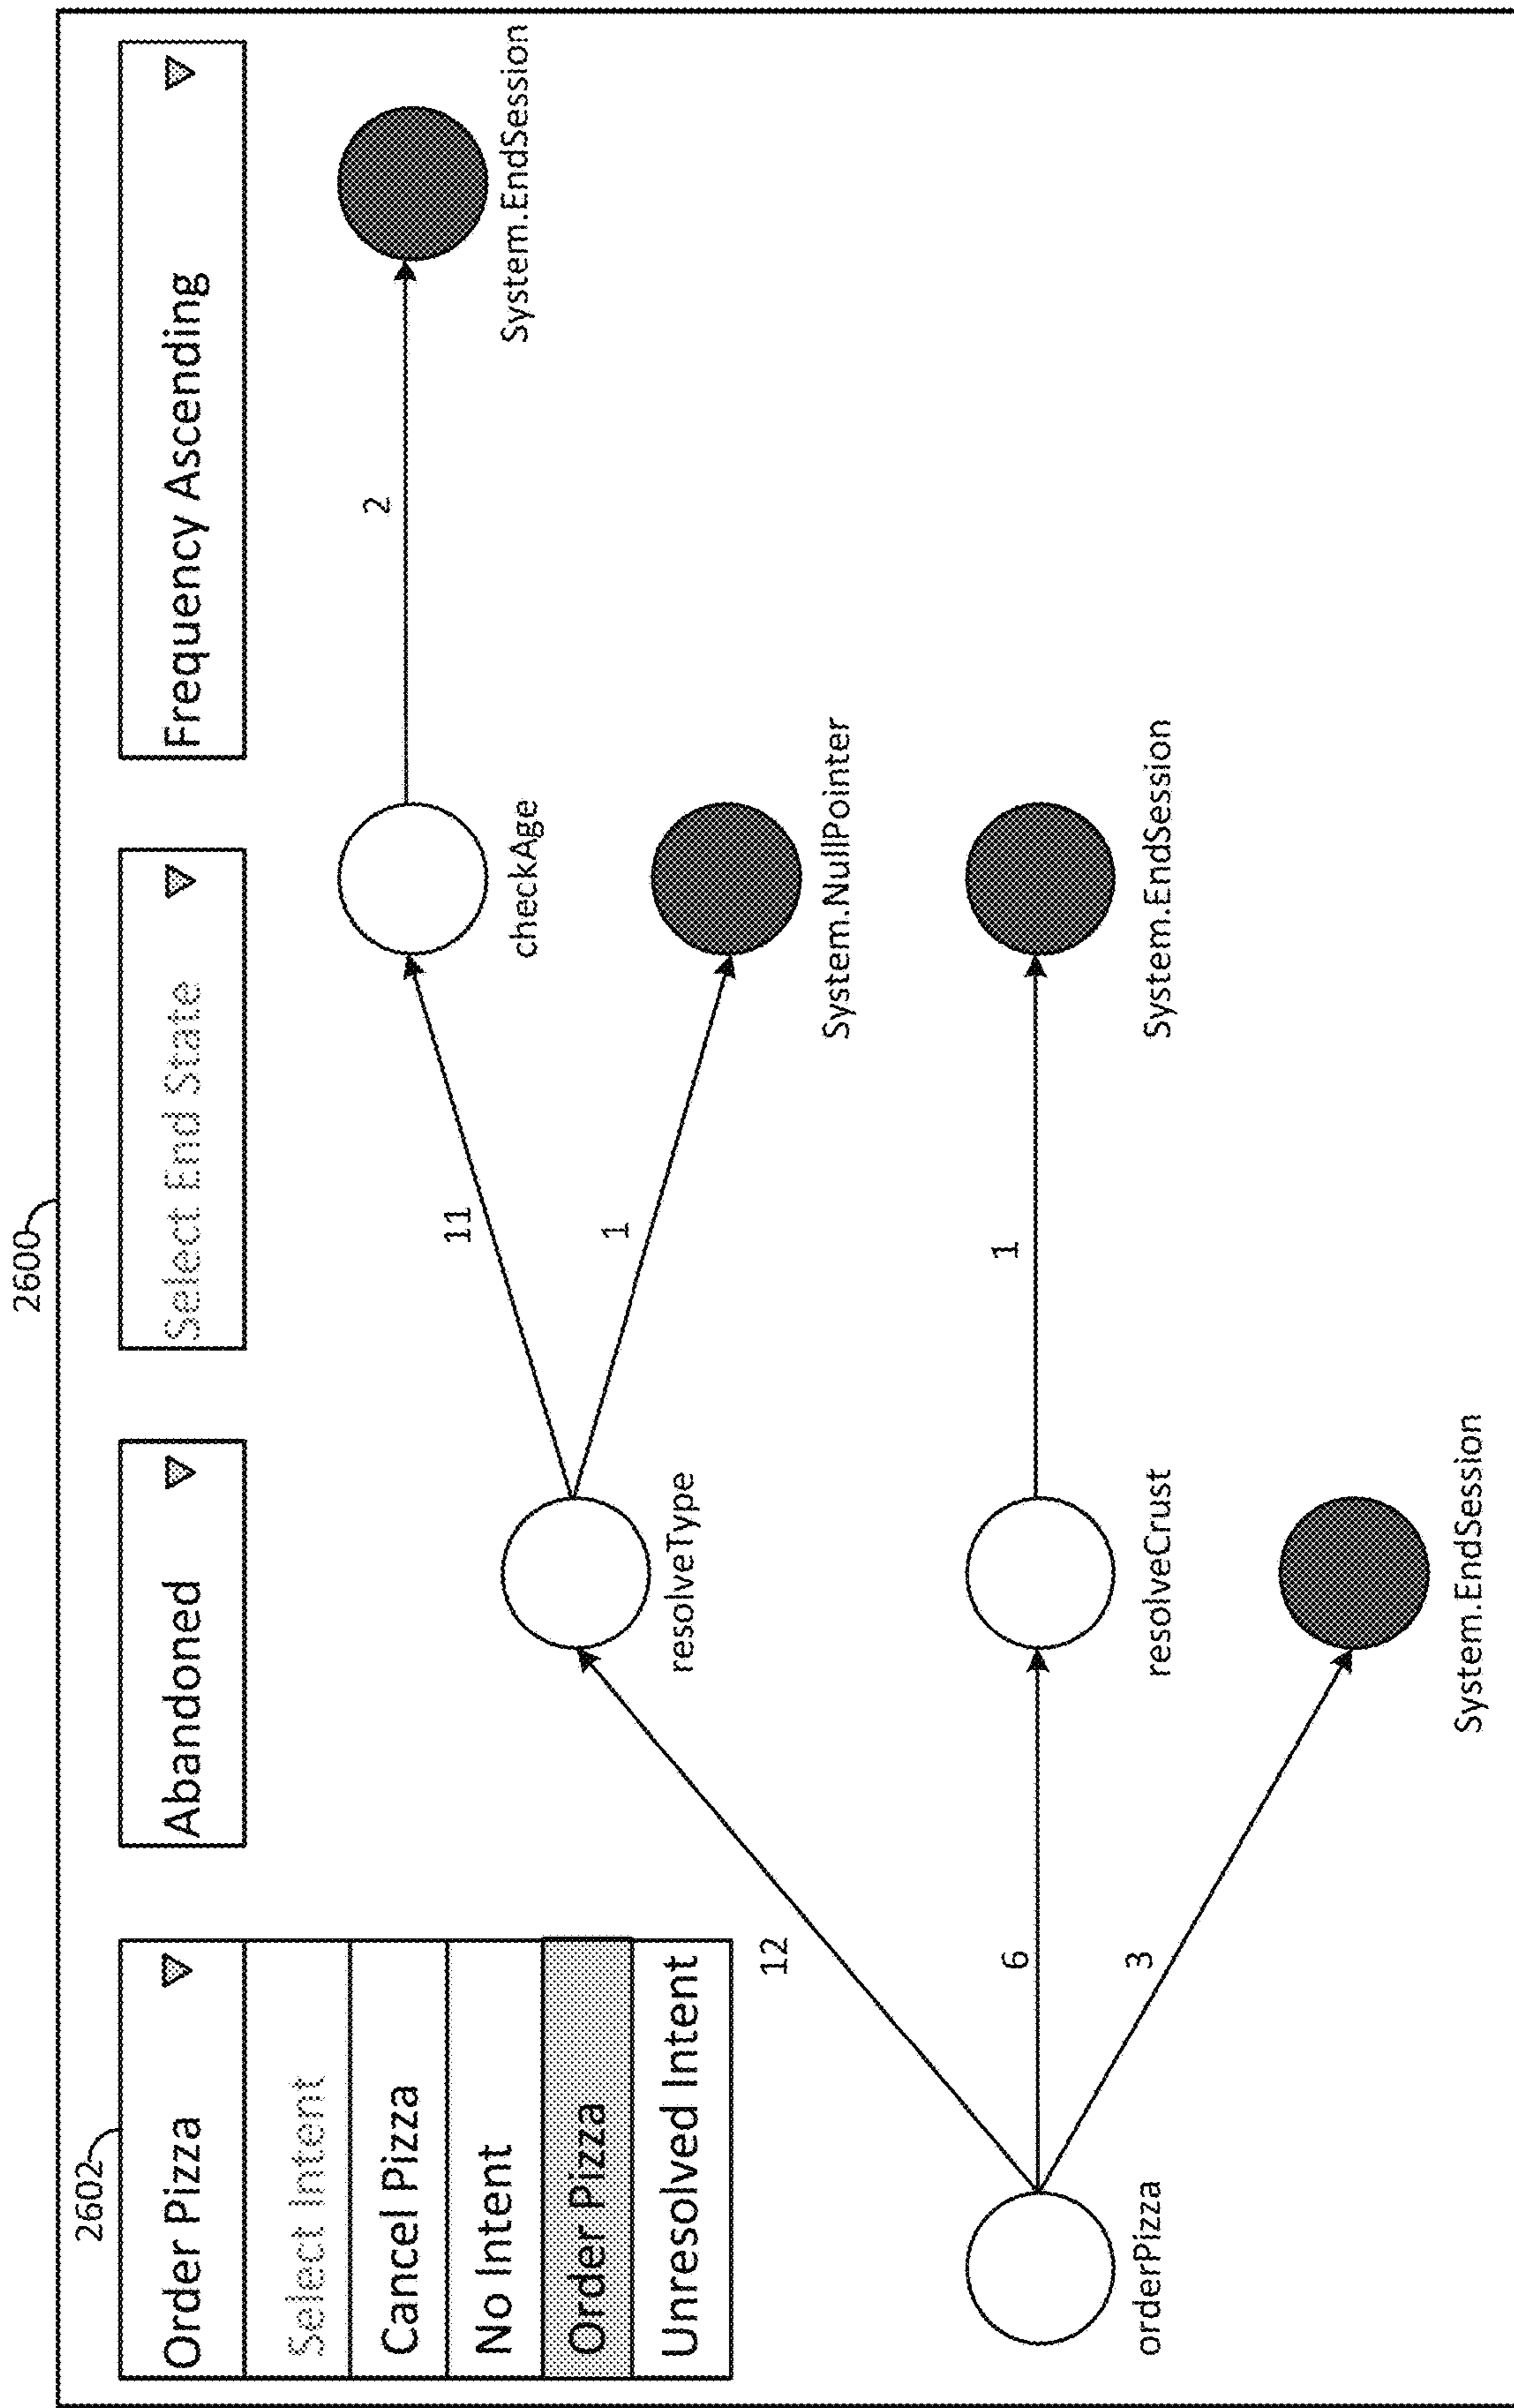 2600
2602
Order Pizza
Abandoned
Select End State
Frequency Ascending
Select Intent
Cancel Pizza
No Intent
Order Pizza
Unresolved Intent
2
System.EndSession
checkAge
11
resolveType
1
System.NullPointer
12
6
1
orderPizza
resolveCrust
System.EndSession
3
System.EndSession